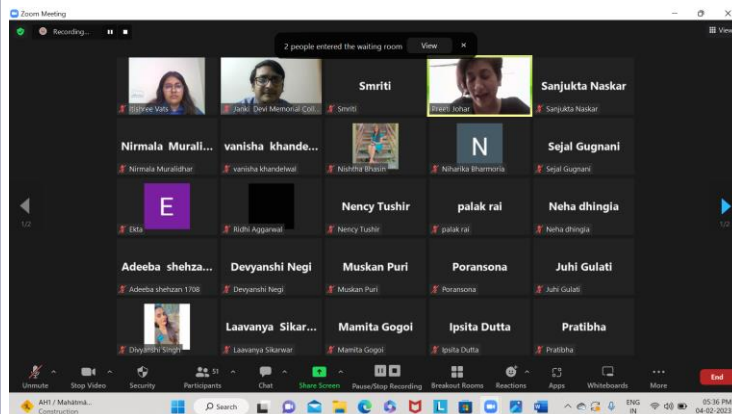 Zoom Meeting
Recording...
View
2 people entered the waiting room View
Itishree Vats
Janki Devi Memorial Coll...
Smriti
Smriti
Preeti Johar
Sanjukta Naskar
Sanjukta Naskar
Nirmala Murali...
Nirmala Muralidhar
vanisha khande...
vanisha khandelwal
Nishtha Bhasin
N
Niharika Bharmoria
Sejal Gugnani
Sejal Gugnani
E
Ekta
Ridhi Aggarwal
Nency Tushir
Nency Tushir
palak rai
palak rai
Neha dhingia
Neha dhingia
1/2
1/2
Adeeba shehza...
Adeeba shehzan 1708
Devyanshi Negi
Devyanshi Negi
Muskan Puri
Muskan Puri
Poransona
Poransona
Juhi Gulati
Juhi Gulati
Divyanshi Singh
Laavanya Sikar...
Laavanya Sikarwar
Mamita Gogoi
Mamita Gogoi
Ipsita Dutta
Ipsita Dutta
Pratibha
Pratibha
51
Unmute Stop Video Security Participants Chat Share Screen Pause/Stop Recording Breakout Rooms Reactions Apps Whiteboards More End
AH1 / Mahātmā...
Construction
Search
ENG
IN
05:36 PM
04-02-2023